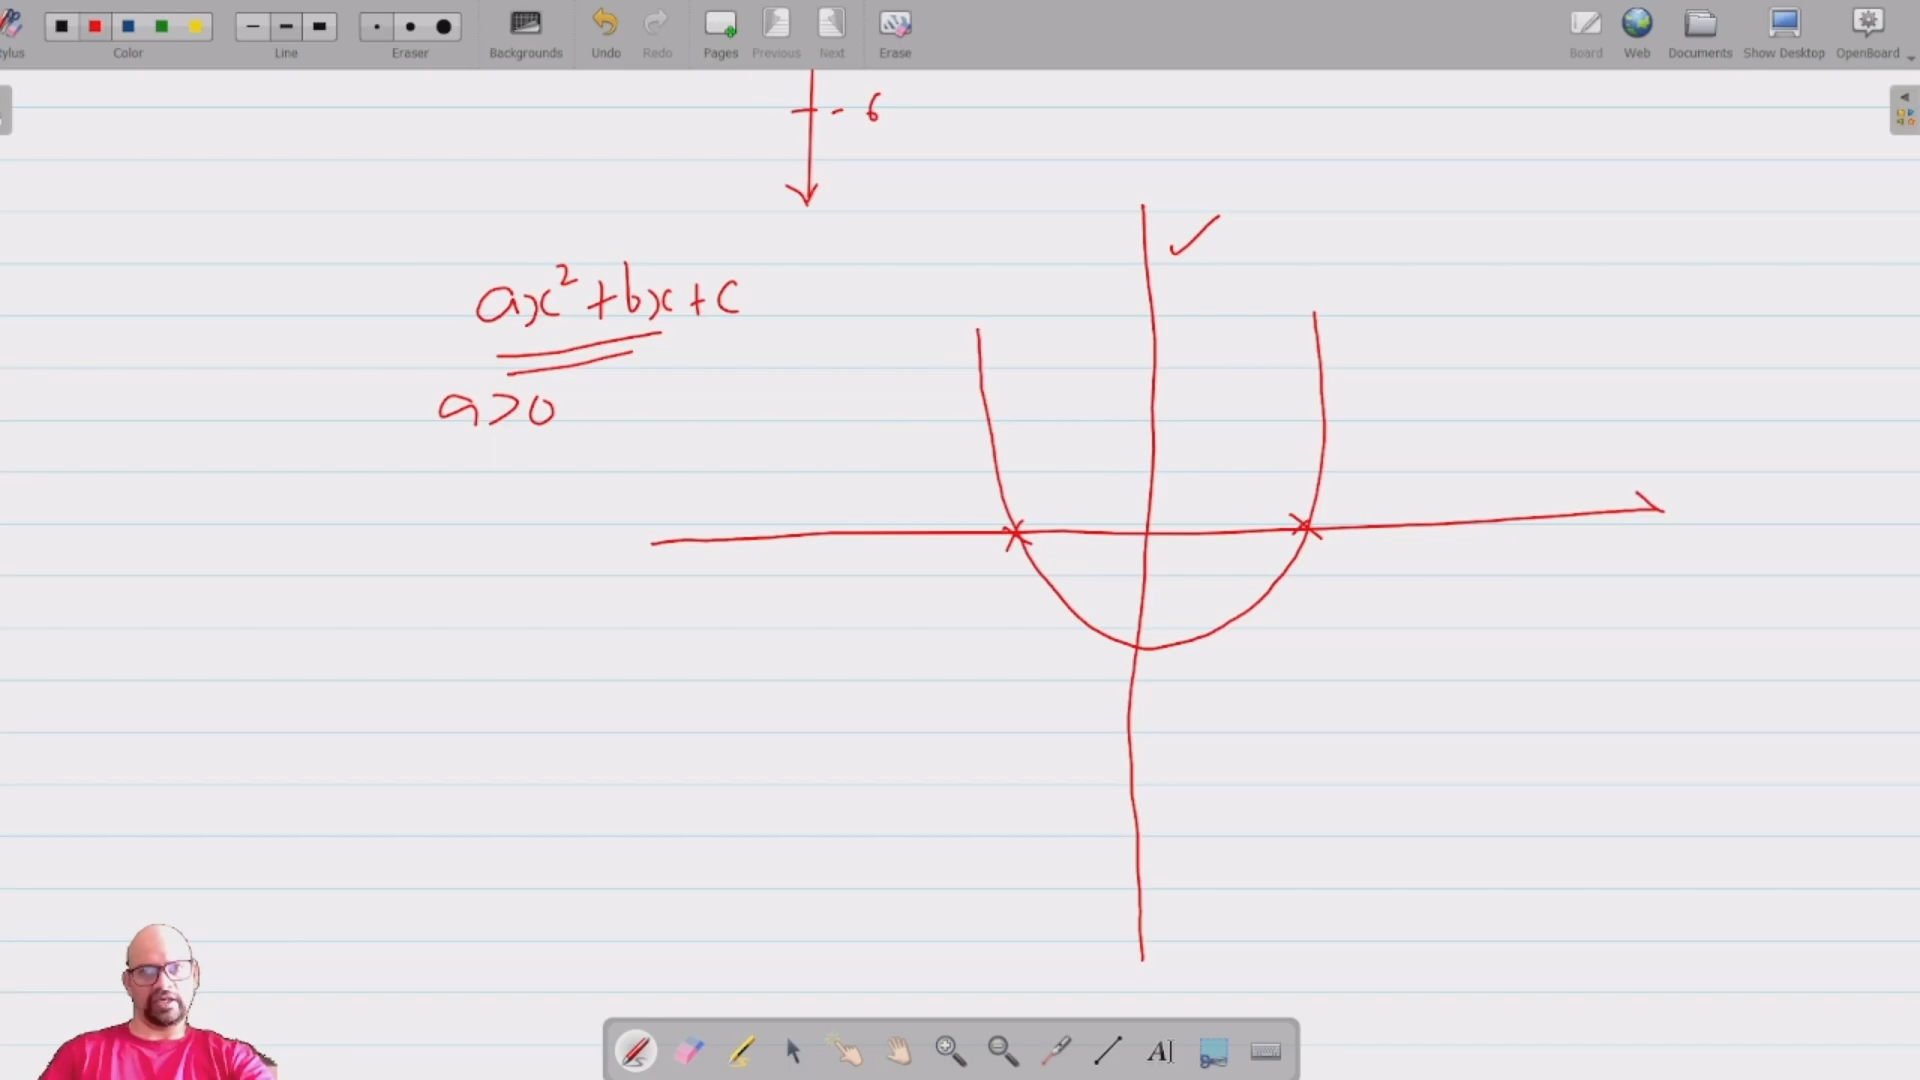 tylus
Color
Line
Eraser
Backgrounds
Undo
Redo
Pages
Previous
Next
Erase
Board
Web
Documents
Show Desktop
OpenBoard
- 6
ax²+bx+c
a>0
A